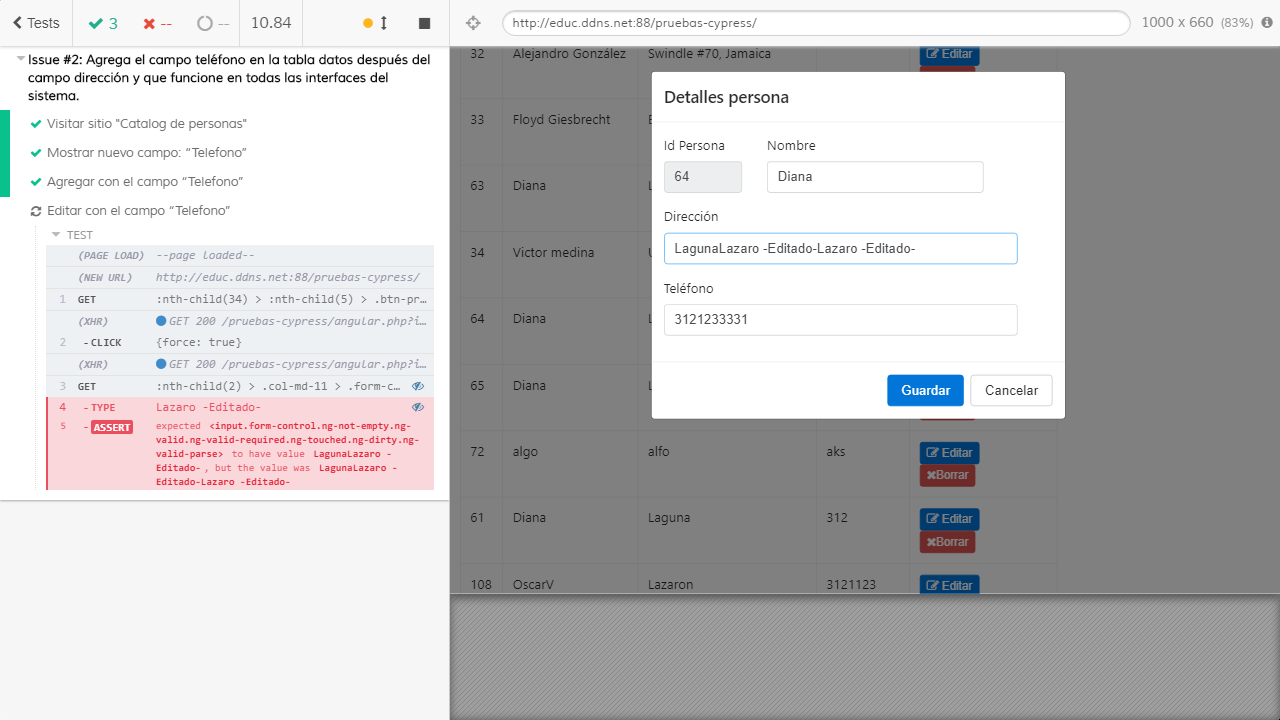 Tests
3
--
--
10.84
http://educ.ddns.net:88/pruebas-cypress/
1000 x 660 (83%)
Issue #2: Agrega el campo teléfono en la tabla datos después del
campo dirección y que funcione en todas las interfaces del
sistema.
Visitar sitio "Catalog de personas"
Mostrar nuevo campo: “Telefono”
Agregar con el campo “Telefono”
Editar con el campo “Telefono”
TEST
(PAGE LOAD) --page loaded--
(NEW URL) http://educ.ddns.net:88/pruebas-cypress/
1 GET :nth-child(34) > :nth-child(5) > .btn-pr…
(XHR) GET 200 /pruebas-cypress/angular.php?i…
2 - CLICK {force: true}
(XHR) GET 200 /pruebas-cypress/angular.php?i…
3 GET :nth-child(2) > .col-md-11 > .form-c…
4 - TYPE Lazaro -Editado-
5 - ASSERT expected <input.form-control.ng-not-empty.ng-
valid.ng-valid-required.ng-touched.ng-dirty.ng-
valid-parse> to have value LagunaLazaro -
Editado- , but the value was LagunaLazaro -
Editado-Lazaro -Editado-
32 Alejandro González Swindle #70, Jamaica Editar
33 Floyd Giesbrecht
63 Diana
34 Victor medina
64 Diana
65 Diana
Detalles persona
Id Persona Nombre
64 Diana
Dirección
LagunaLazaro -Editado-Lazaro -Editado-
Teléfono
3121233331
Guardar Cancelar
72 algo alfo aks Editar
Borrar
61 Diana Laguna 312 Editar
Borrar
108 OscarV Lazaron 3121123 Editar